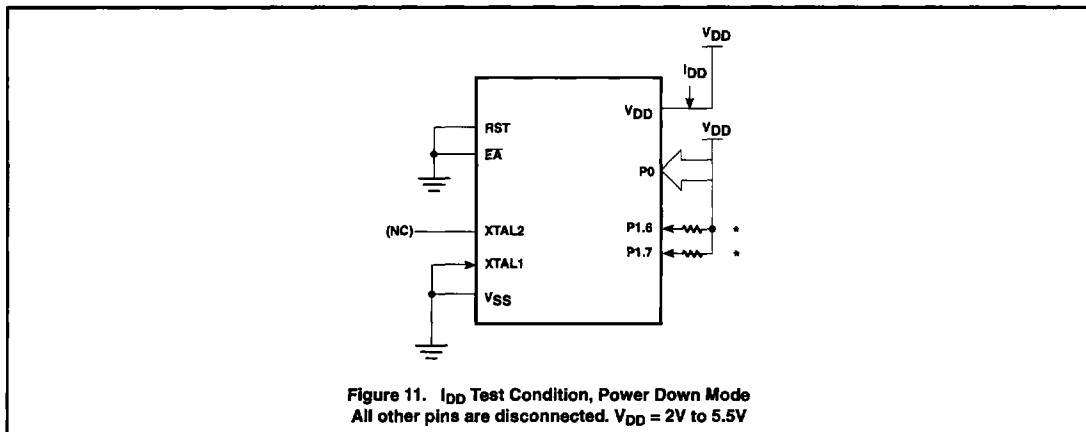 VDD
IDD
VDD
VDD
RST
EA
P0
(NC)
XTAL2
P1.6
*
P1.7
*
XTAL1
VSS
Figure 11. IDD Test Condition, Power Down Mode
All other pins are disconnected. VDD = 2V to 5.5V